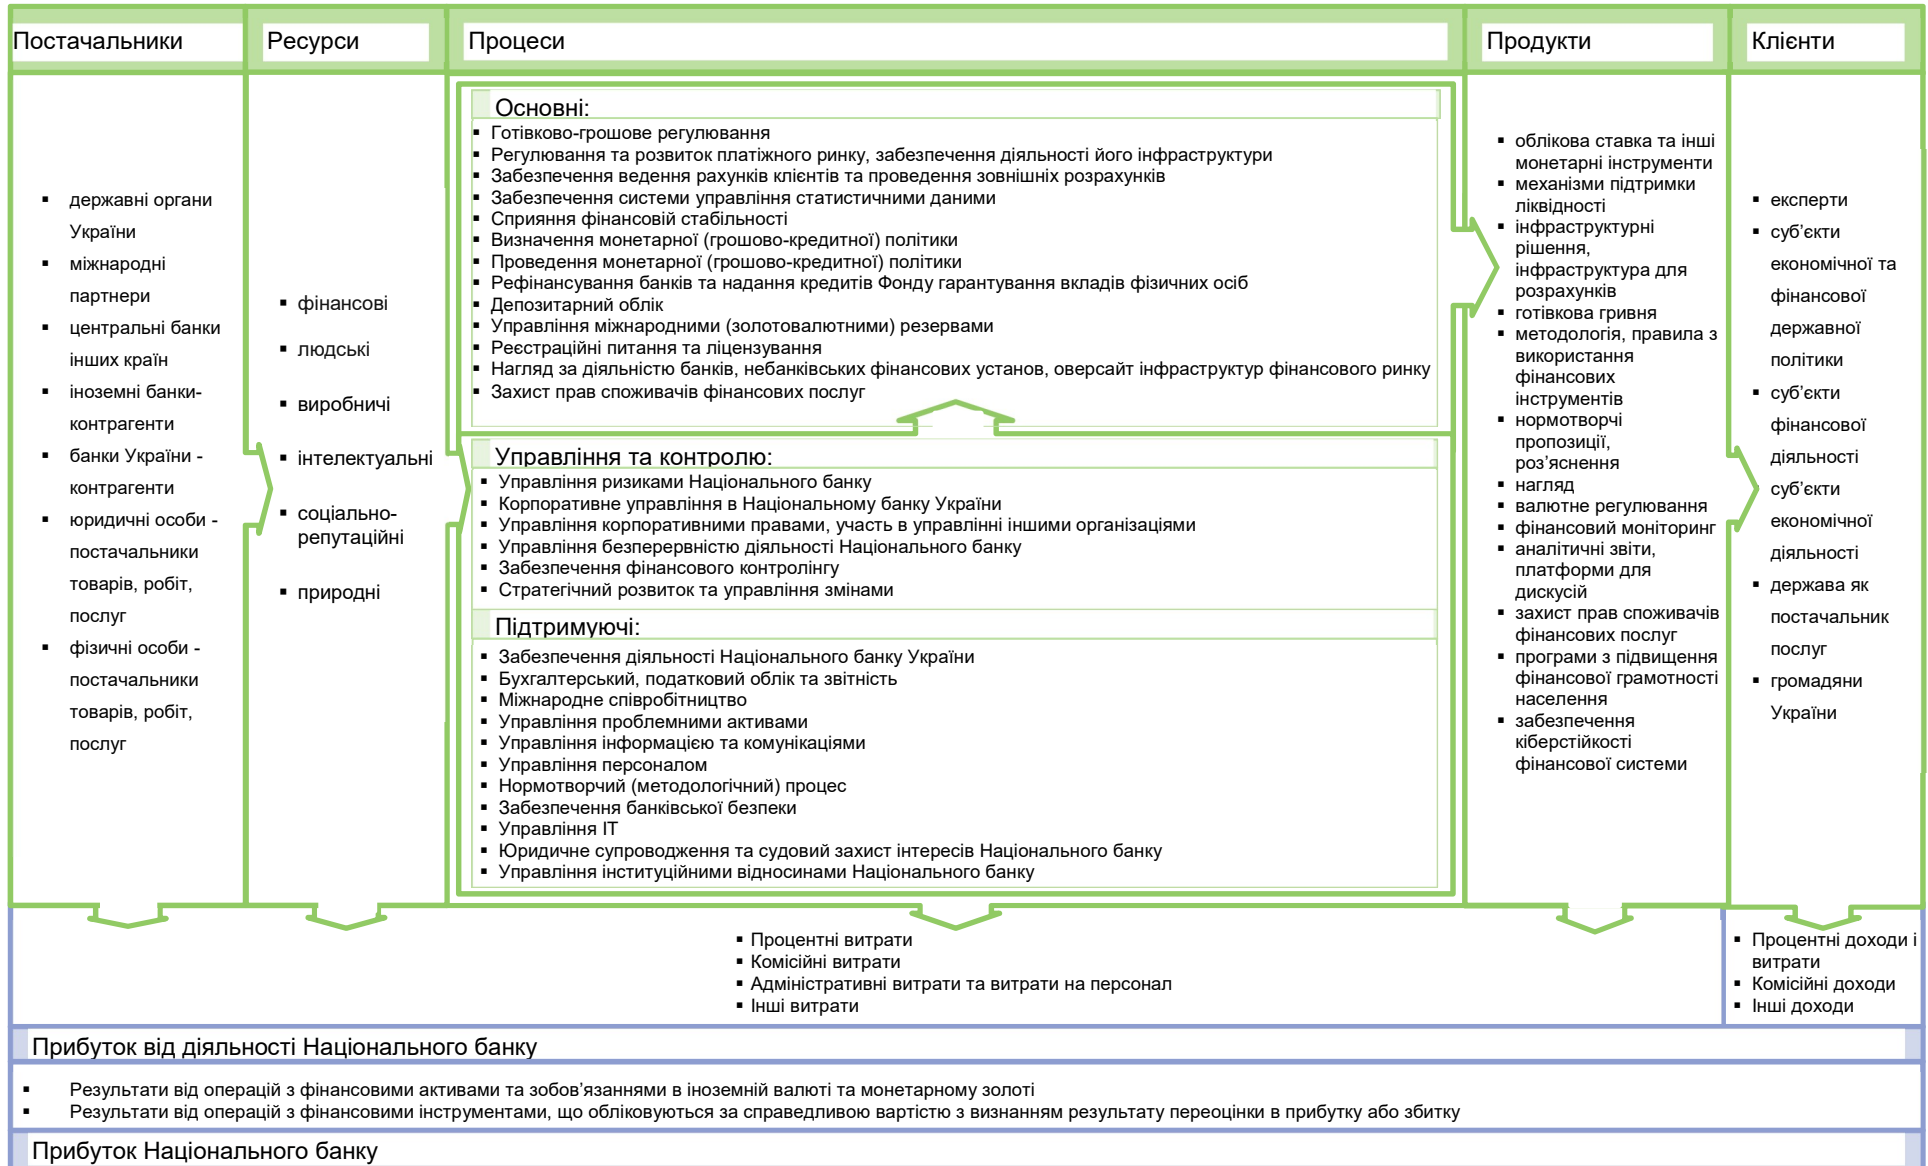 Постачальники
Ресурси
Процеси
Продукти
Клієнти
▪ державні органи
України
▪ міжнародні
партнери
▪ центральні банки
інших країн
▪ іноземні банки-
контрагенти
▪ банки України -
контрагенти
▪ юридичні особи -
постачальники
товарів, робіт,
послуг
▪ фізичні особи -
постачальники
товарів, робіт,
послуг
▪ фінансові
▪ людські
▪ виробничі
▪ інтелектуальні
▪ соціально-
репутаційні
▪ природні
Основні:
▪ Готівково-грошове регулювання
▪ Регулювання та розвиток платіжного ринку, забезпечення діяльності його інфраструктури
▪ Забезпечення ведення рахунків клієнтів та проведення зовнішніх розрахунків
▪ Забезпечення системи управління статистичними даними
▪ Сприяння фінансовій стабільності
▪ Визначення монетарної (грошово-кредитної) політики
▪ Проведення монетарної (грошово-кредитної) політики
▪ Рефінансування банків та надання кредитів Фонду гарантування вкладів фізичних осіб
▪ Депозитарний облік
▪ Управління міжнародними (золотовалютними) резервами
▪ Реєстраційні питання та ліцензування
▪ Нагляд за діяльністю банків, небанківських фінансових установ, оверсайт інфраструктур фінансового ринку
▪ Захист прав споживачів фінансових послуг
Управління та контролю:
▪ Управління ризиками Національного банку
▪ Корпоративне управління в Національному банку України
▪ Управління корпоративними правами, участь в управлінні іншими організаціями
▪ Управління безперервністю діяльності Національного банку
▪ Забезпечення фінансового контролінгу
▪ Стратегічний розвиток та управління змінами
Підтримуючі:
▪ Забезпечення діяльності Національного банку України
▪ Бухгалтерський, податковий облік та звітність
▪ Міжнародне співробітництво
▪ Управління проблемними активами
▪ Управління інформацією та комунікаціями
▪ Управління персоналом
▪ Нормотворчий (методологічний) процес
▪ Забезпечення банківської безпеки
▪ Управління ІТ
▪ Юридичне супроводження та судовий захист інтересів Національного банку
▪ Управління інституційними відносинами Національного банку
▪ облікова ставка та інші
монетарні інструменти
▪ механізми підтримки
ліквідності
▪ інфраструктурні
рішення,
інфраструктура для
розрахунків
▪ готівкова гривня
▪ методологія, правила з
використання
фінансових
інструментів
▪ нормотворчі
пропозиції,
роз’яснення
▪ нагляд
▪ валютне регулювання
▪ фінансовий моніторинг
▪ аналітичні звіти,
платформи для
дискусій
▪ захист прав споживачів
фінансових послуг
▪ програми з підвищення
фінансової грамотності
населення
▪ забезпечення
кіберстійкості
фінансової системи
▪ експерти
▪ суб’єкти
економічної та
фінансової
державної
політики
▪ суб’єкти
фінансової
діяльності
▪ суб’єкти
економічної
діяльності
▪ держава як
постачальник
послуг
▪ громадяни
України
▪ Процентні витрати
▪ Комісійні витрати
▪ Адміністративні витрати та витрати на персонал
▪ Інші витрати
▪ Процентні доходи і
витрати
▪ Комісійні доходи
▪ Інші доходи
Прибуток від діяльності Національного банку
▪ Результати від операцій з фінансовими активами та зобов’язаннями в іноземній валюті та монетарному золоті
▪ Результати від операцій з фінансовими інструментами, що обліковуються за справедливою вартістю з визнанням результату переоцінки в прибутку або збитку
Прибуток Національного банку